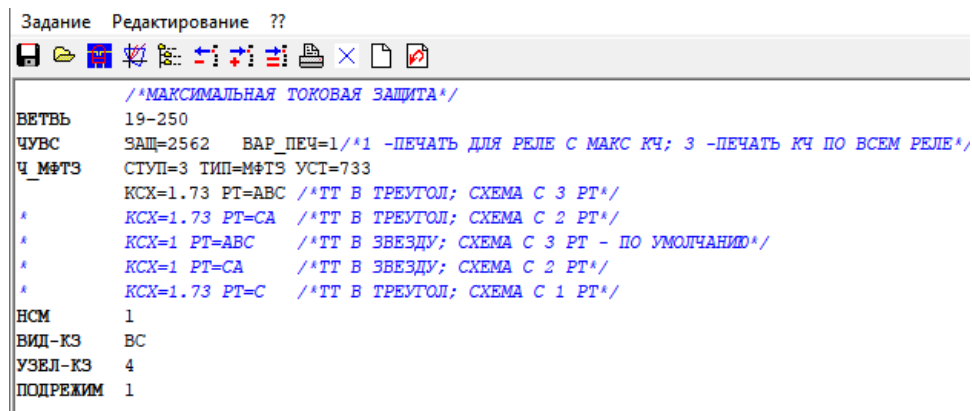 Задание Редактирование ??
/*МАКСИМАЛЬНАЯ ТОКОВАЯ ЗАЩИТА*/
ВЕТВЬ 19-250
ЧУВС ЗАЩ=2562 ВАР_ПЕЧ=1/*1 -ПЕЧАТЬ ДЛЯ РЕЛЕ С МАКС КЧ; 3 -ПЕЧАТЬ КЧ ПО ВСЕМ РЕЛЕ*/
Ч_МФТЗ СТУП=3 ТИП=МФТЗ УСТ=733
КСХ=1.73 РТ=АВС /*ТТ В ТРЕУГОЛ; СХЕМА С 3 РТ*/
* КСХ=1.73 РТ=СА /*ТТ В ТРЕУГОЛ; СХЕМА С 2 РТ*/
* КСХ=1 РТ=АВС /*ТТ В ЗВЕЗДУ; СХЕМА С 3 РТ - ПО УМОЛЧАНИЮ*/
* КСХ=1 РТ=СА /*ТТ В ЗВЕЗДУ; СХЕМА С 2 РТ*/
* КСХ=1.73 РТ=С /*ТТ В ТРЕУГОЛ; СХЕМА С 1 РТ*/
НСМ 1
ВИД-КЗ ВС
УЗЕЛ-КЗ 4
ПОДРЕЖИМ 1